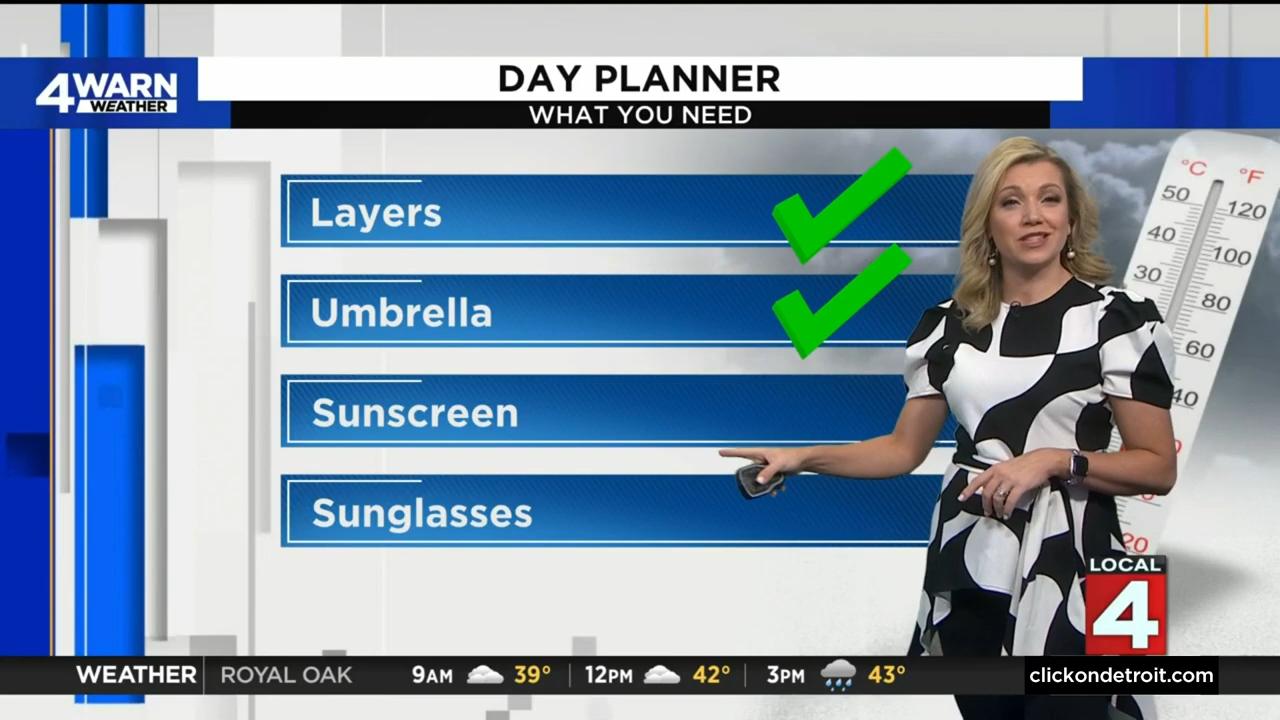 4WARN
WEATHER
DAY PLANNER
WHAT YOU NEED
Layers
Umbrella
Sunscreen
Sunglasses
°C °F
50 120
40 100
30 80
60
40
20
LOCAL
4
WEATHER ROYAL OAK 9AM 39° 12PM 42° 3PM 43° clickondetroit.com